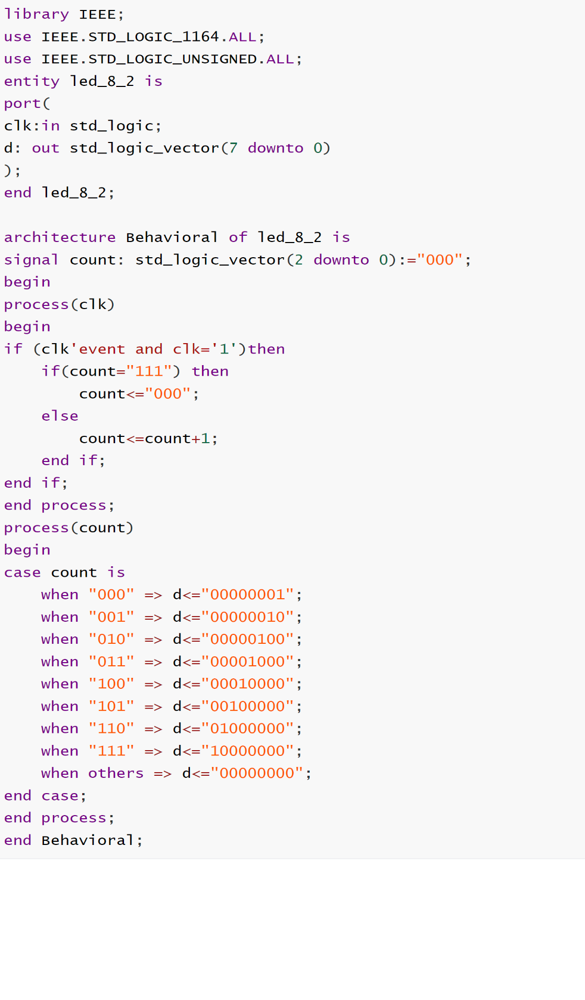 library IEEE;
use IEEE.STD_LOGIC_1164.ALL;
use IEEE.STD_LOGIC_UNSIGNED.ALL;
entity led_8_2 is
port(
clk:in std_logic;
d: out std_logic_vector(7 downto 0)
);
end led_8_2;

architecture Behavioral of led_8_2 is
signal count: std_logic_vector(2 downto 0):="000";
begin
process(clk)
begin
if (clk'event and clk='1')then
    if(count="111") then
        count<="000";
    else
        count<=count+1;
    end if;
end if;
end process;
process(count)
begin
case count is
    when "000" => d<="00000001";
    when "001" => d<="00000010";
    when "010" => d<="00000100";
    when "011" => d<="00001000";
    when "100" => d<="00010000";
    when "101" => d<="00100000";
    when "110" => d<="01000000";
    when "111" => d<="10000000";
    when others => d<="00000000";
end case;
end process;
end Behavioral;